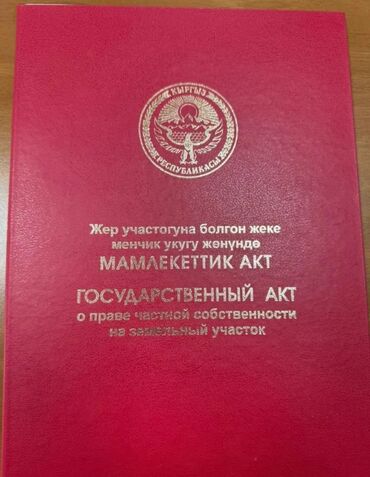 КЫРГЫЗ
РЕСПУБЛИКАСЫ
Жер участогуна болгон жеке
менчик укугу жөнүндө
МАМЛЕКЕТТИК АКТ
ГОСУДАРСТВЕННЫЙ АКТ
о праве частной собственности
на земельный участок